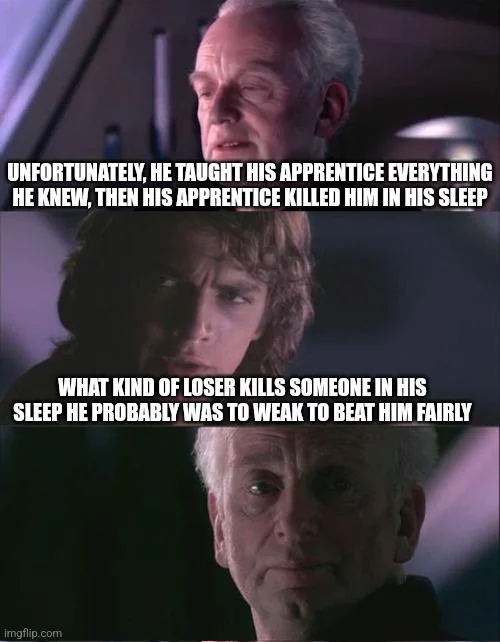 UNFORTUNATELY, HE TAUGHT HIS APPRENTICE EVERYTHING
HE KNEW, THEN HIS APPRENTICE KILLED HIM IN HIS SLEEP
WHAT KIND OF LOSER KILLS SOMEONE IN HIS
SLEEP HE PROBABLY WAS TO WEAK TO BEAT HIM FAIRLY
imgflip.com